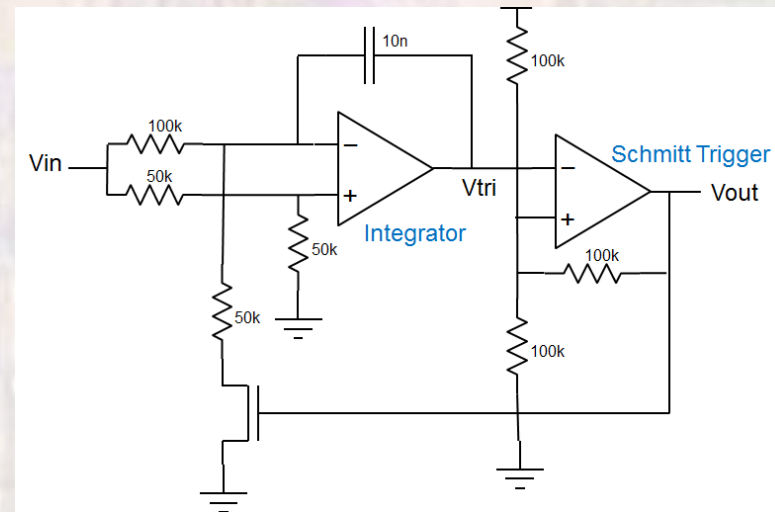 10n
100k
100k
Vin
50k
−
+
Vtri
Integrator
50k
50k
−
+
Schmitt Trigger
Vout
100k
100k